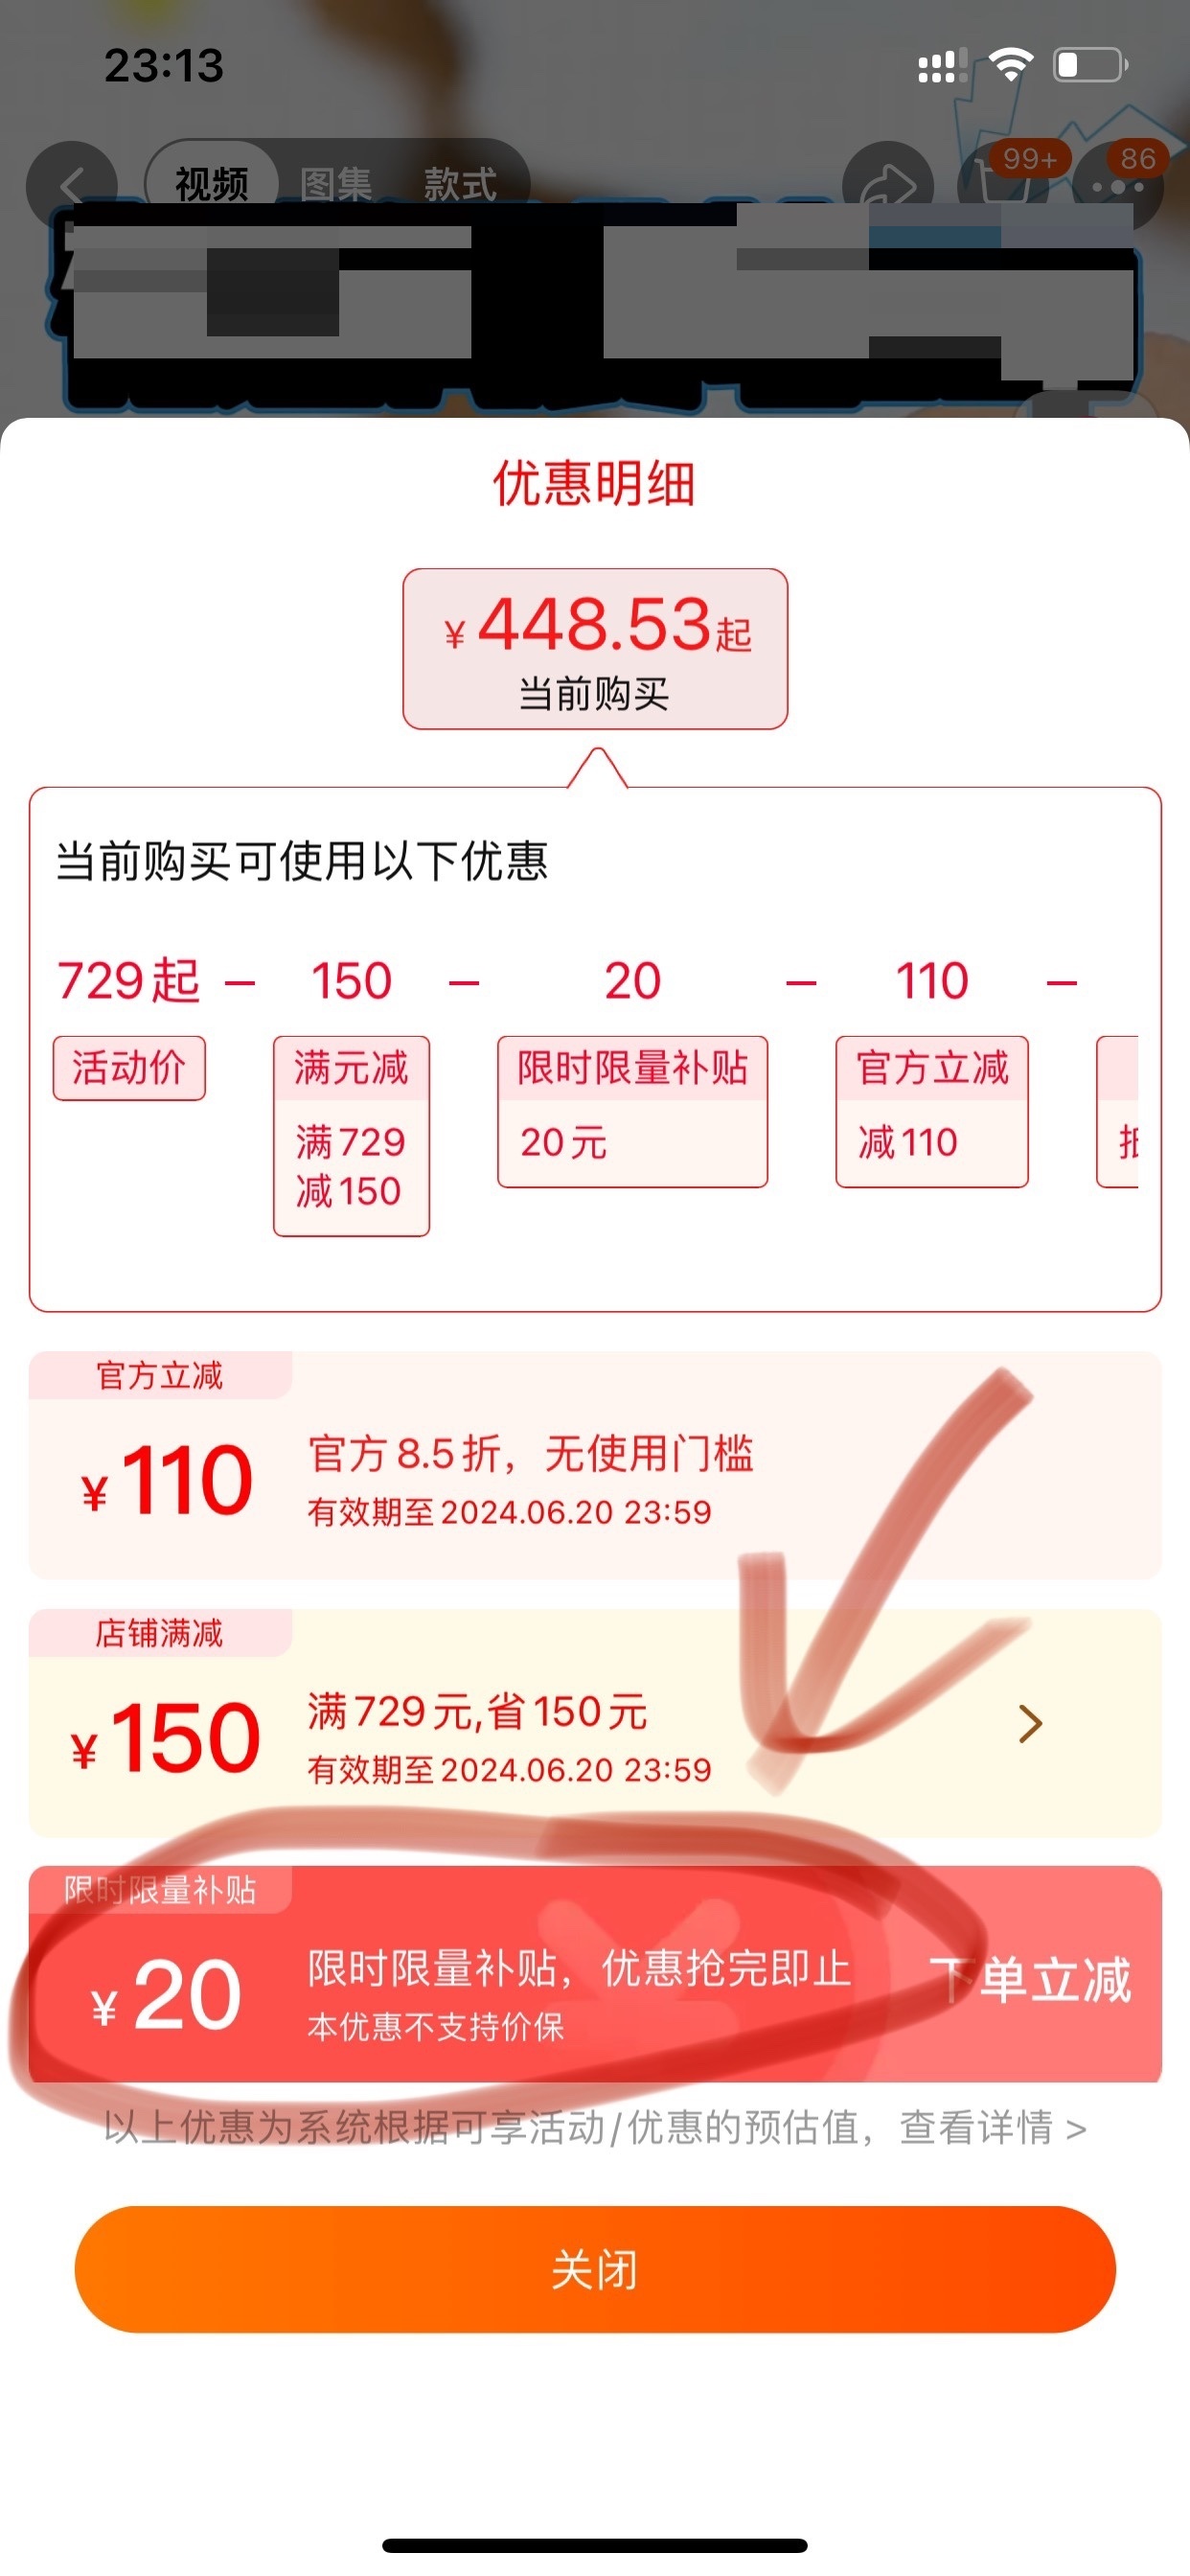 23:13
视频 图集 款式
99+ 86
优惠明细
¥448.53起
当前购买
当前购买可使用以下优惠
729起 - 150 - 20 - 110 -
活动价 满元减 限时限量补贴 官方立减
满729 20元 减110
减150
官方立减
¥110
官方8.5折，无使用门槛
有效期至2024.06.20 23:59
店铺满减
¥150
满729元,省150元
有效期至2024.06.20 23:59
限时限量补贴
¥20
限时限量补贴，优惠抢完即止
本优惠不支持价保
下单立减
以上优惠为系统根据可享活动/优惠的预估值，查看详情 >
关闭